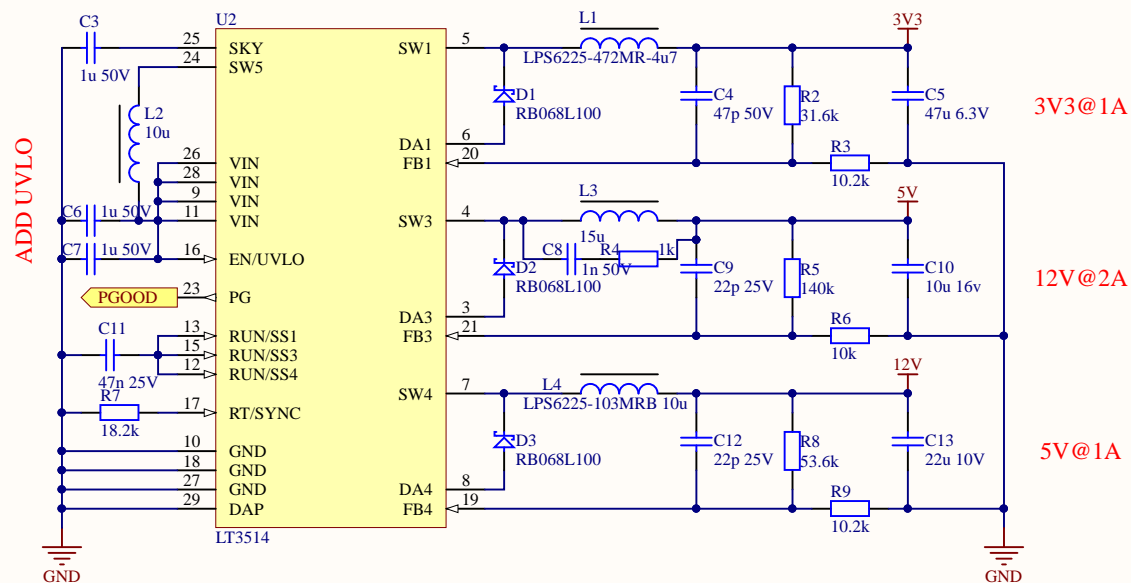 U2
C3
1u 50V
L2
10u
ADD UVLO
C6
1u 50V
C7
1u 50V
PGOOD
C11
47n 25V
R7
18.2k
GND
25
24
26
28
9
11
16
23
13
15
12
17
10
18
27
29
SKY
SW5
VIN
VIN
VIN
VIN
EN/UVLO
PG
RUN/SS1
RUN/SS3
RUN/SS4
RT/SYNC
GND
GND
GND
DAP
SW1
DA1
FB1
SW3
DA3
FB3
SW4
DA4
FB4
LT3514
5
6
20
4
3
21
7
8
19
L1
LPS6225-472MR-4u7
D1
RB068L100
C4
47p 50V
R2
31.6k
R3
10.2k
3V3
C5
47u 6.3V
3V3@1A
L3
15u
C8
1n 50V
R4
1k
D2
RB068L100
C9
22p 25V
R5
140k
R6
10k
5V
C10
10u 16v
12V@2A
L4
LPS6225-103MRB 10u
D3
RB068L100
C12
22p 25V
R8
53.6k
R9
10.2k
12V
C13
22u 10V
5V@1A
GND